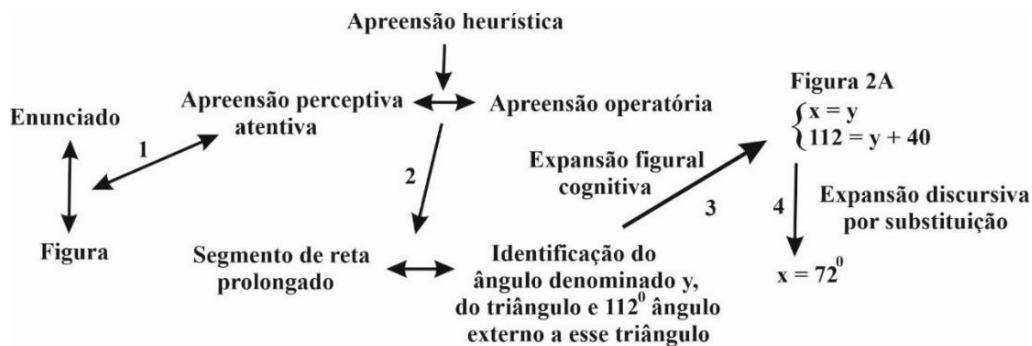 Apreensão heurística
Enunciado
1
Apreensão perceptiva
atentiva
Apreensão operatória
Figura 2A
x = y
112 = y + 40
2
Expansão figural
cognitiva
3
4
Expansão discursiva
por substituição
Figura
Segmento de reta
prolongado
Identificação do
ângulo denominado y,
do triângulo e 112⁰ ângulo
externo a esse triângulo
x = 72⁰